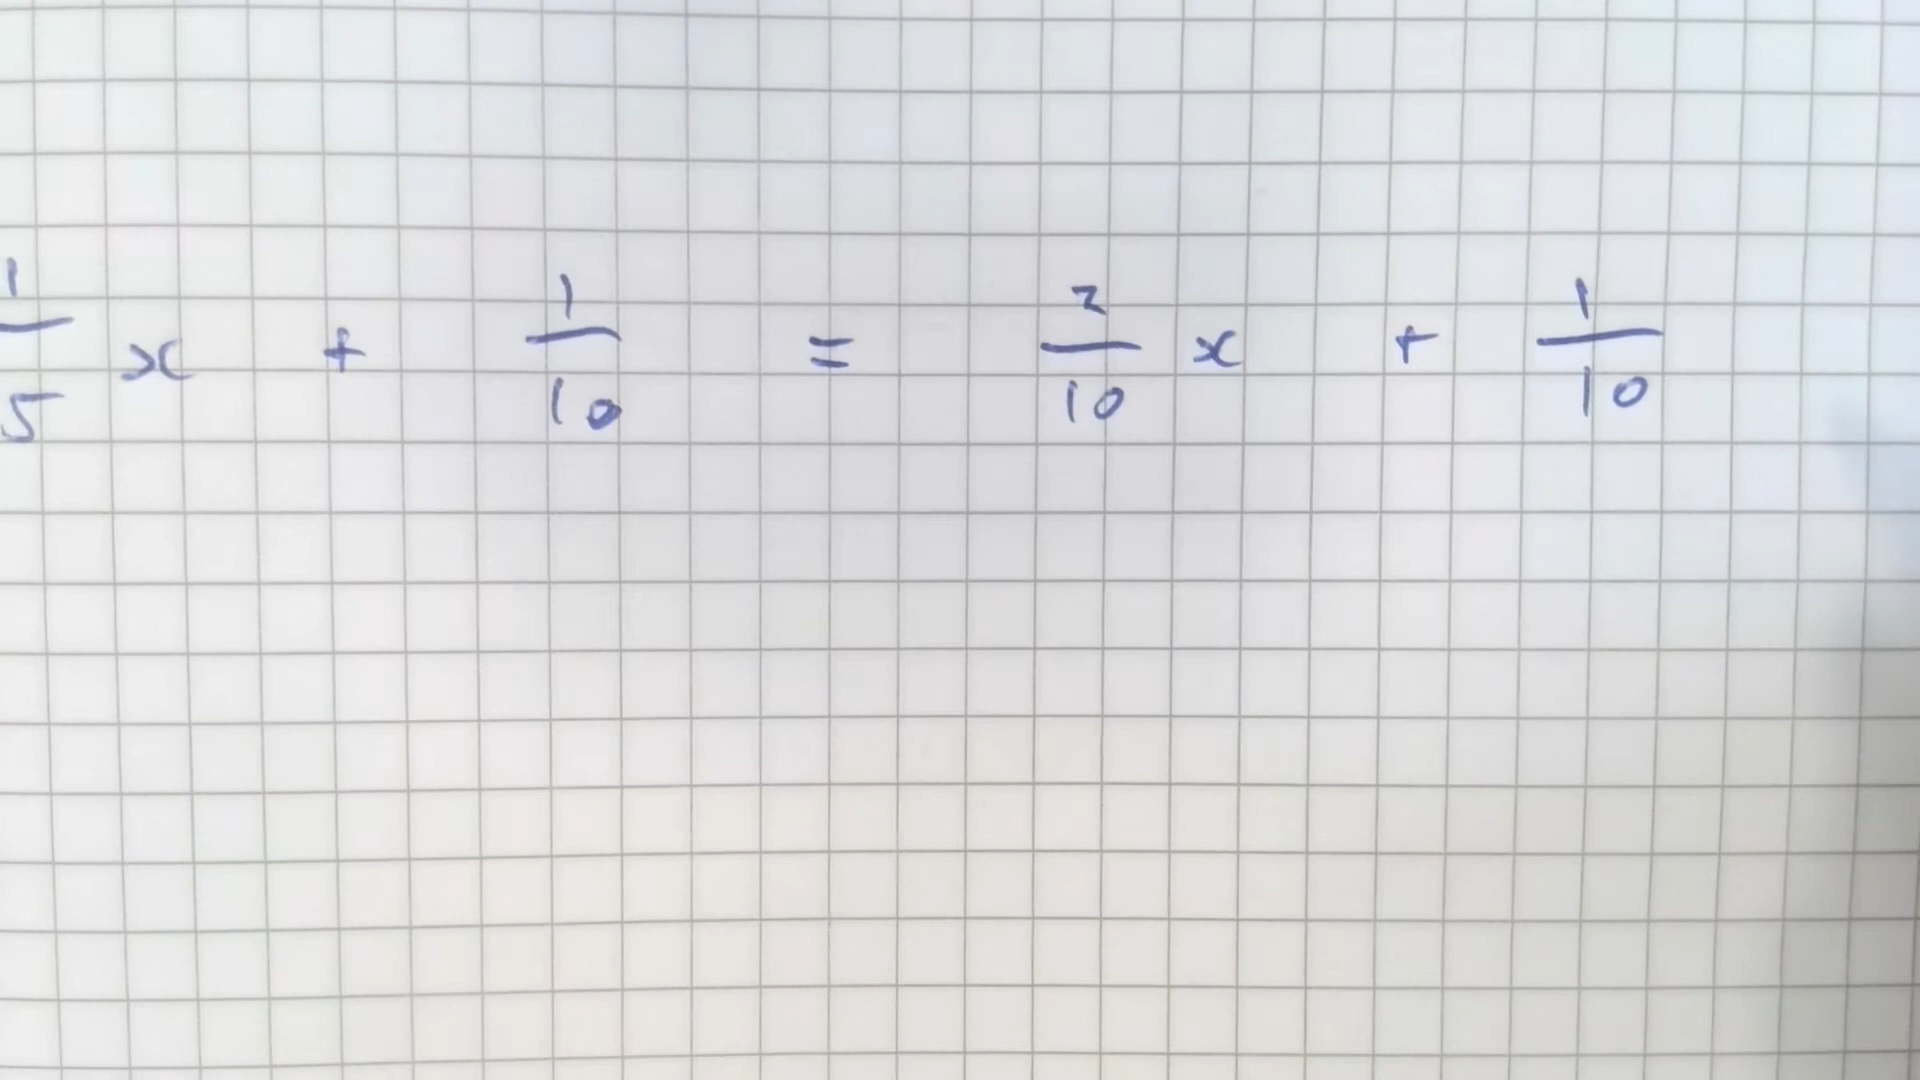 1/5 x + 1/10 = 2/10 x + 1/10